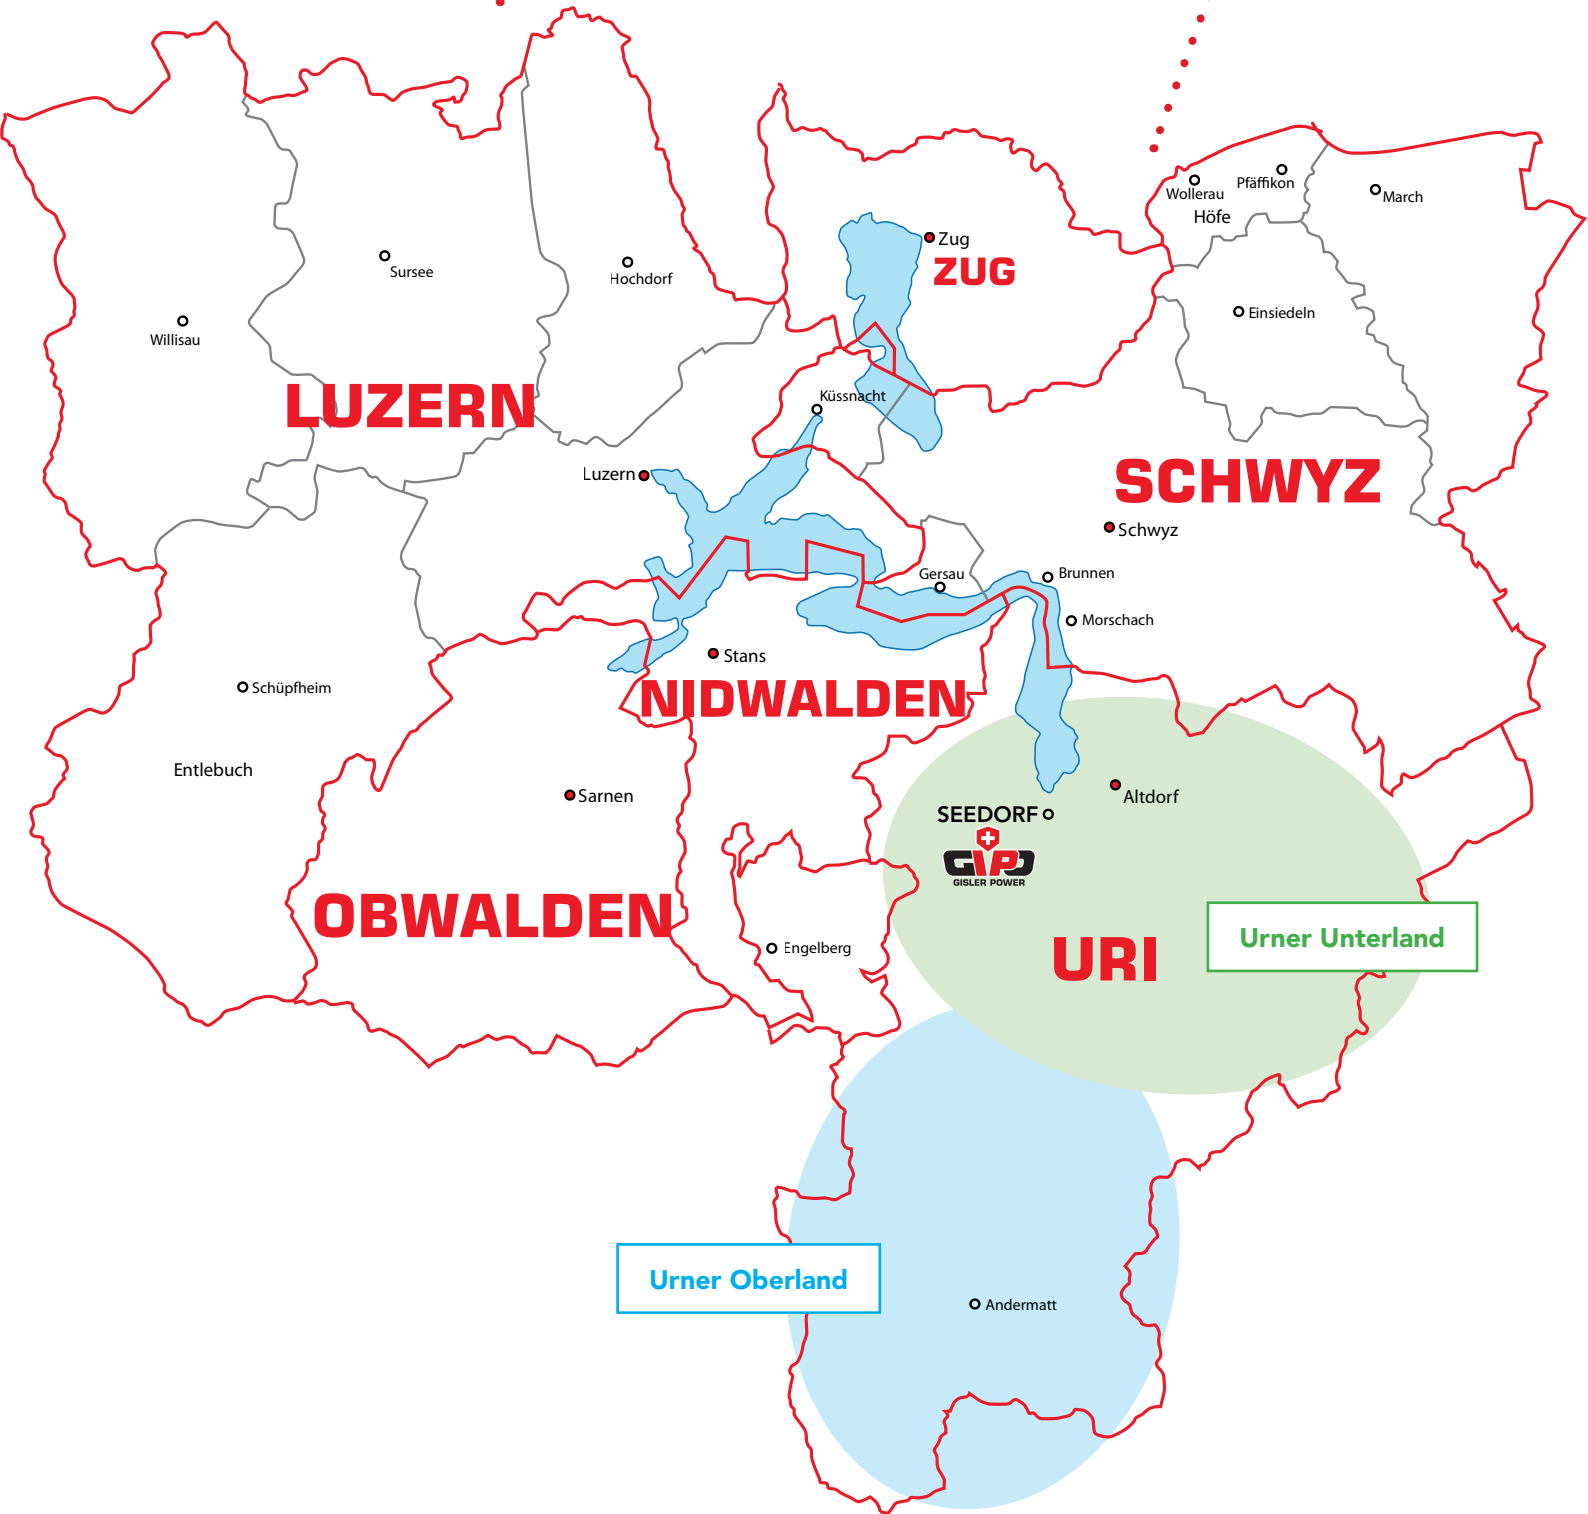 Wollerau
Pfäffikon
March
Höfe
Zug
ZUG
Sursee
Hochdorf
Einsiedeln
Willisau
LUZERN
Küssnacht
Luzern
SCHWYZ
Schwyz
Gersau
Brunnen
Morschach
Stans
Schüpfheim
NIDWALDEN
Entlebuch
Sarnen
Altdorf
SEEDORF
GIPO
GISLER POWER
OBWALDEN
Engelberg
URI
Urner Unterland
Urner Oberland
Andermatt